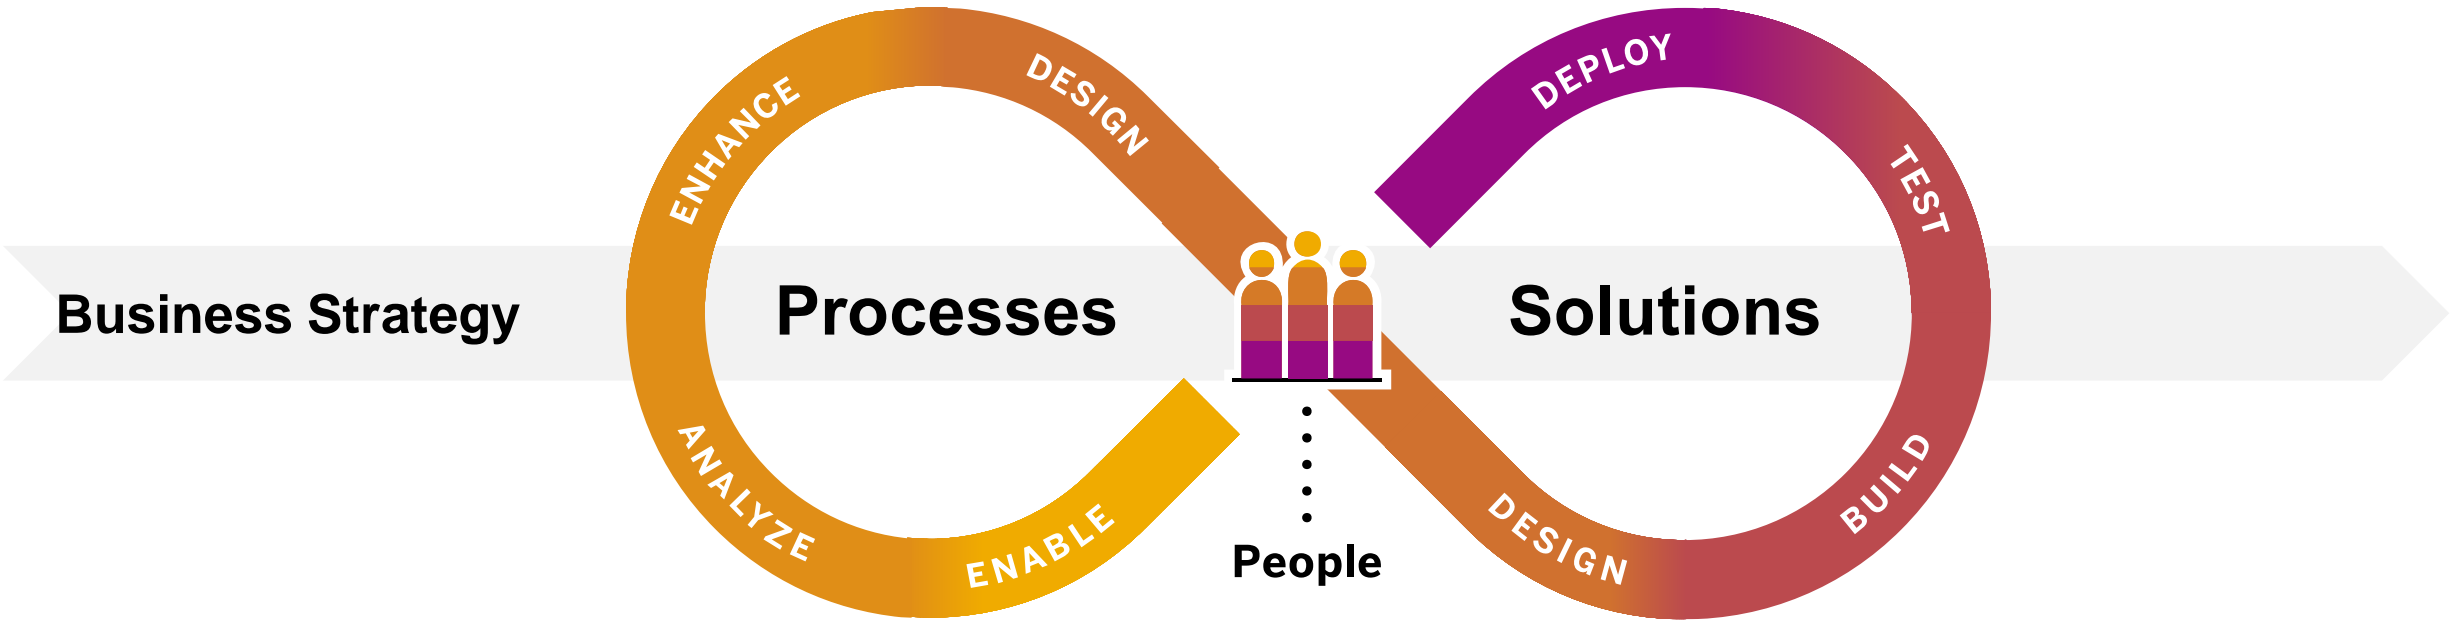 Business Strategy
Processes
ENABLE
ANALYZE
ENHANCE
DESIGN
People
Solutions
DESIGN
BUILD
TEST
DEPLOY